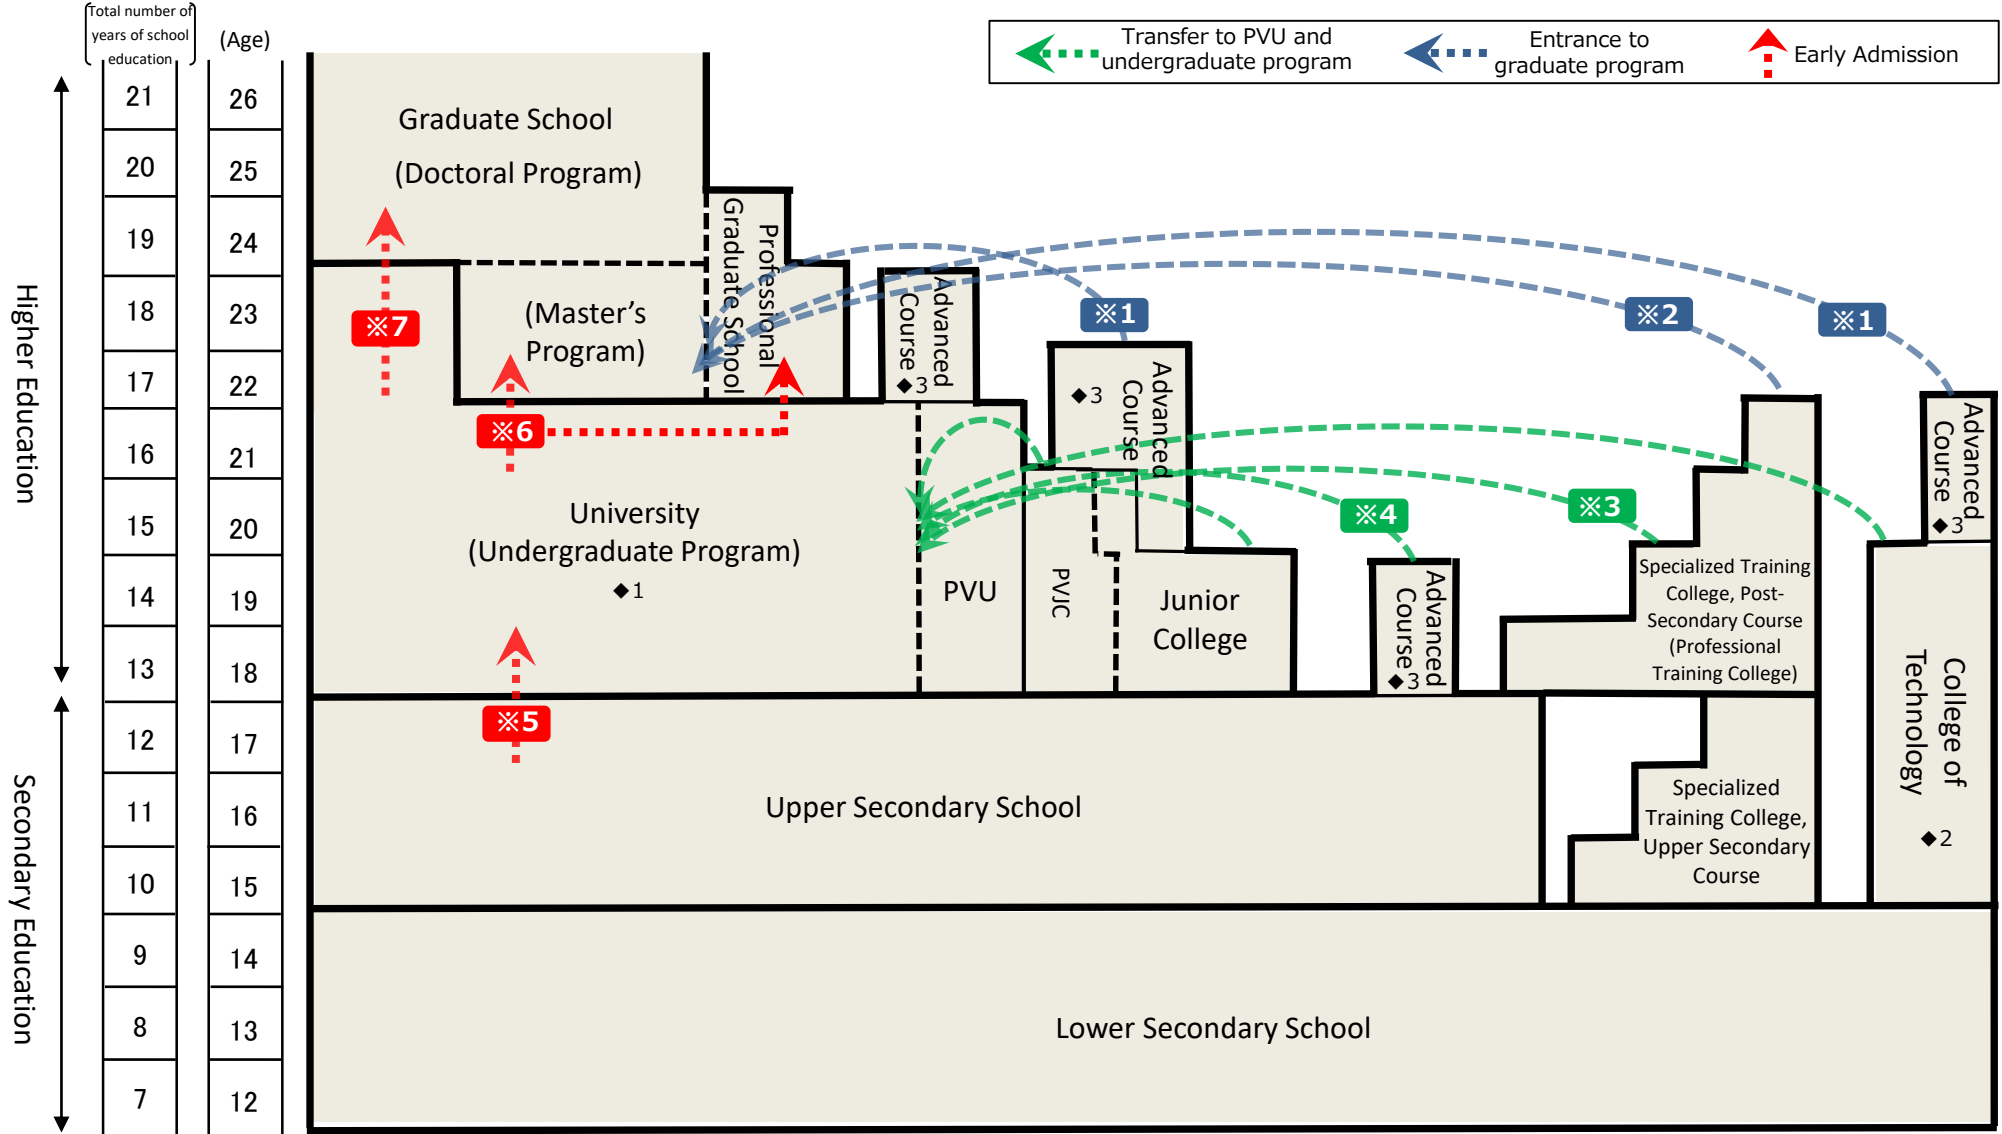 Total number of
years of school
education
(Age)
Transfer to PVU and
undergraduate program
Entrance to
graduate program
Early Admission
Higher Education
Secondary Education
21
20
19
18
17
16
15
14
13
12
11
10
9
8
7
26
25
24
23
22
21
20
19
18
17
16
15
14
13
12
Graduate School
(Doctoral Program)
(Master's
Program)
Professional
Graduate School
Advanced
Course
◆3
Advanced
Course
◆3
※1
※2
※1
※7
※6
※5
※4
※3
University
(Undergraduate Program)
◆1
PVU
PVJC
Junior
College
Advanced
Course
◆3
Specialized Training
College, Post-
Secondary Course
(Professional
Training College)
Advanced
Course
◆3
College of
Technology
◆2
Upper Secondary School
Specialized
Training College,
Upper Secondary
Course
Lower Secondary School